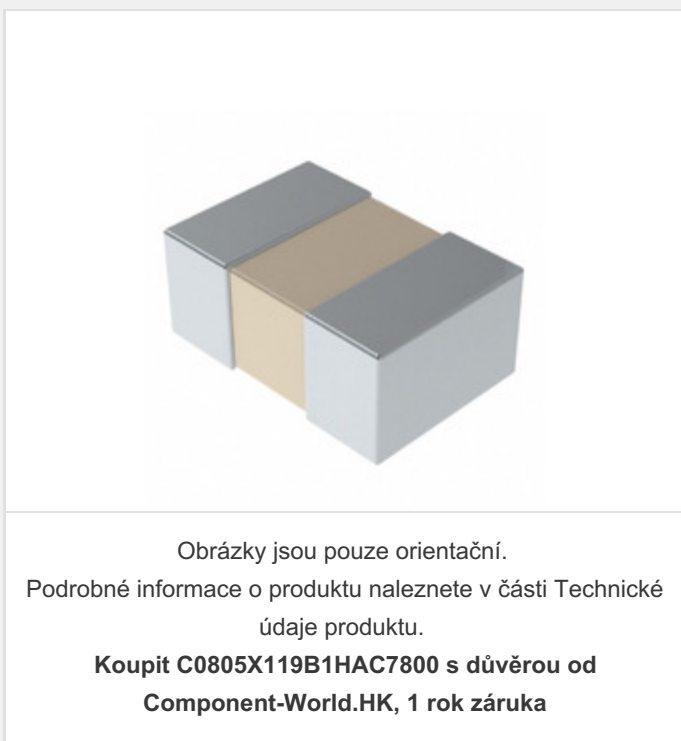 Obrázky jsou pouze orientační.
Podrobné informace o produktu naleznete v části Technické
údaje produktu.
Koupit C0805X119B1HAC7800 s důvěrou od
Component-World.HK, 1 rok záruka